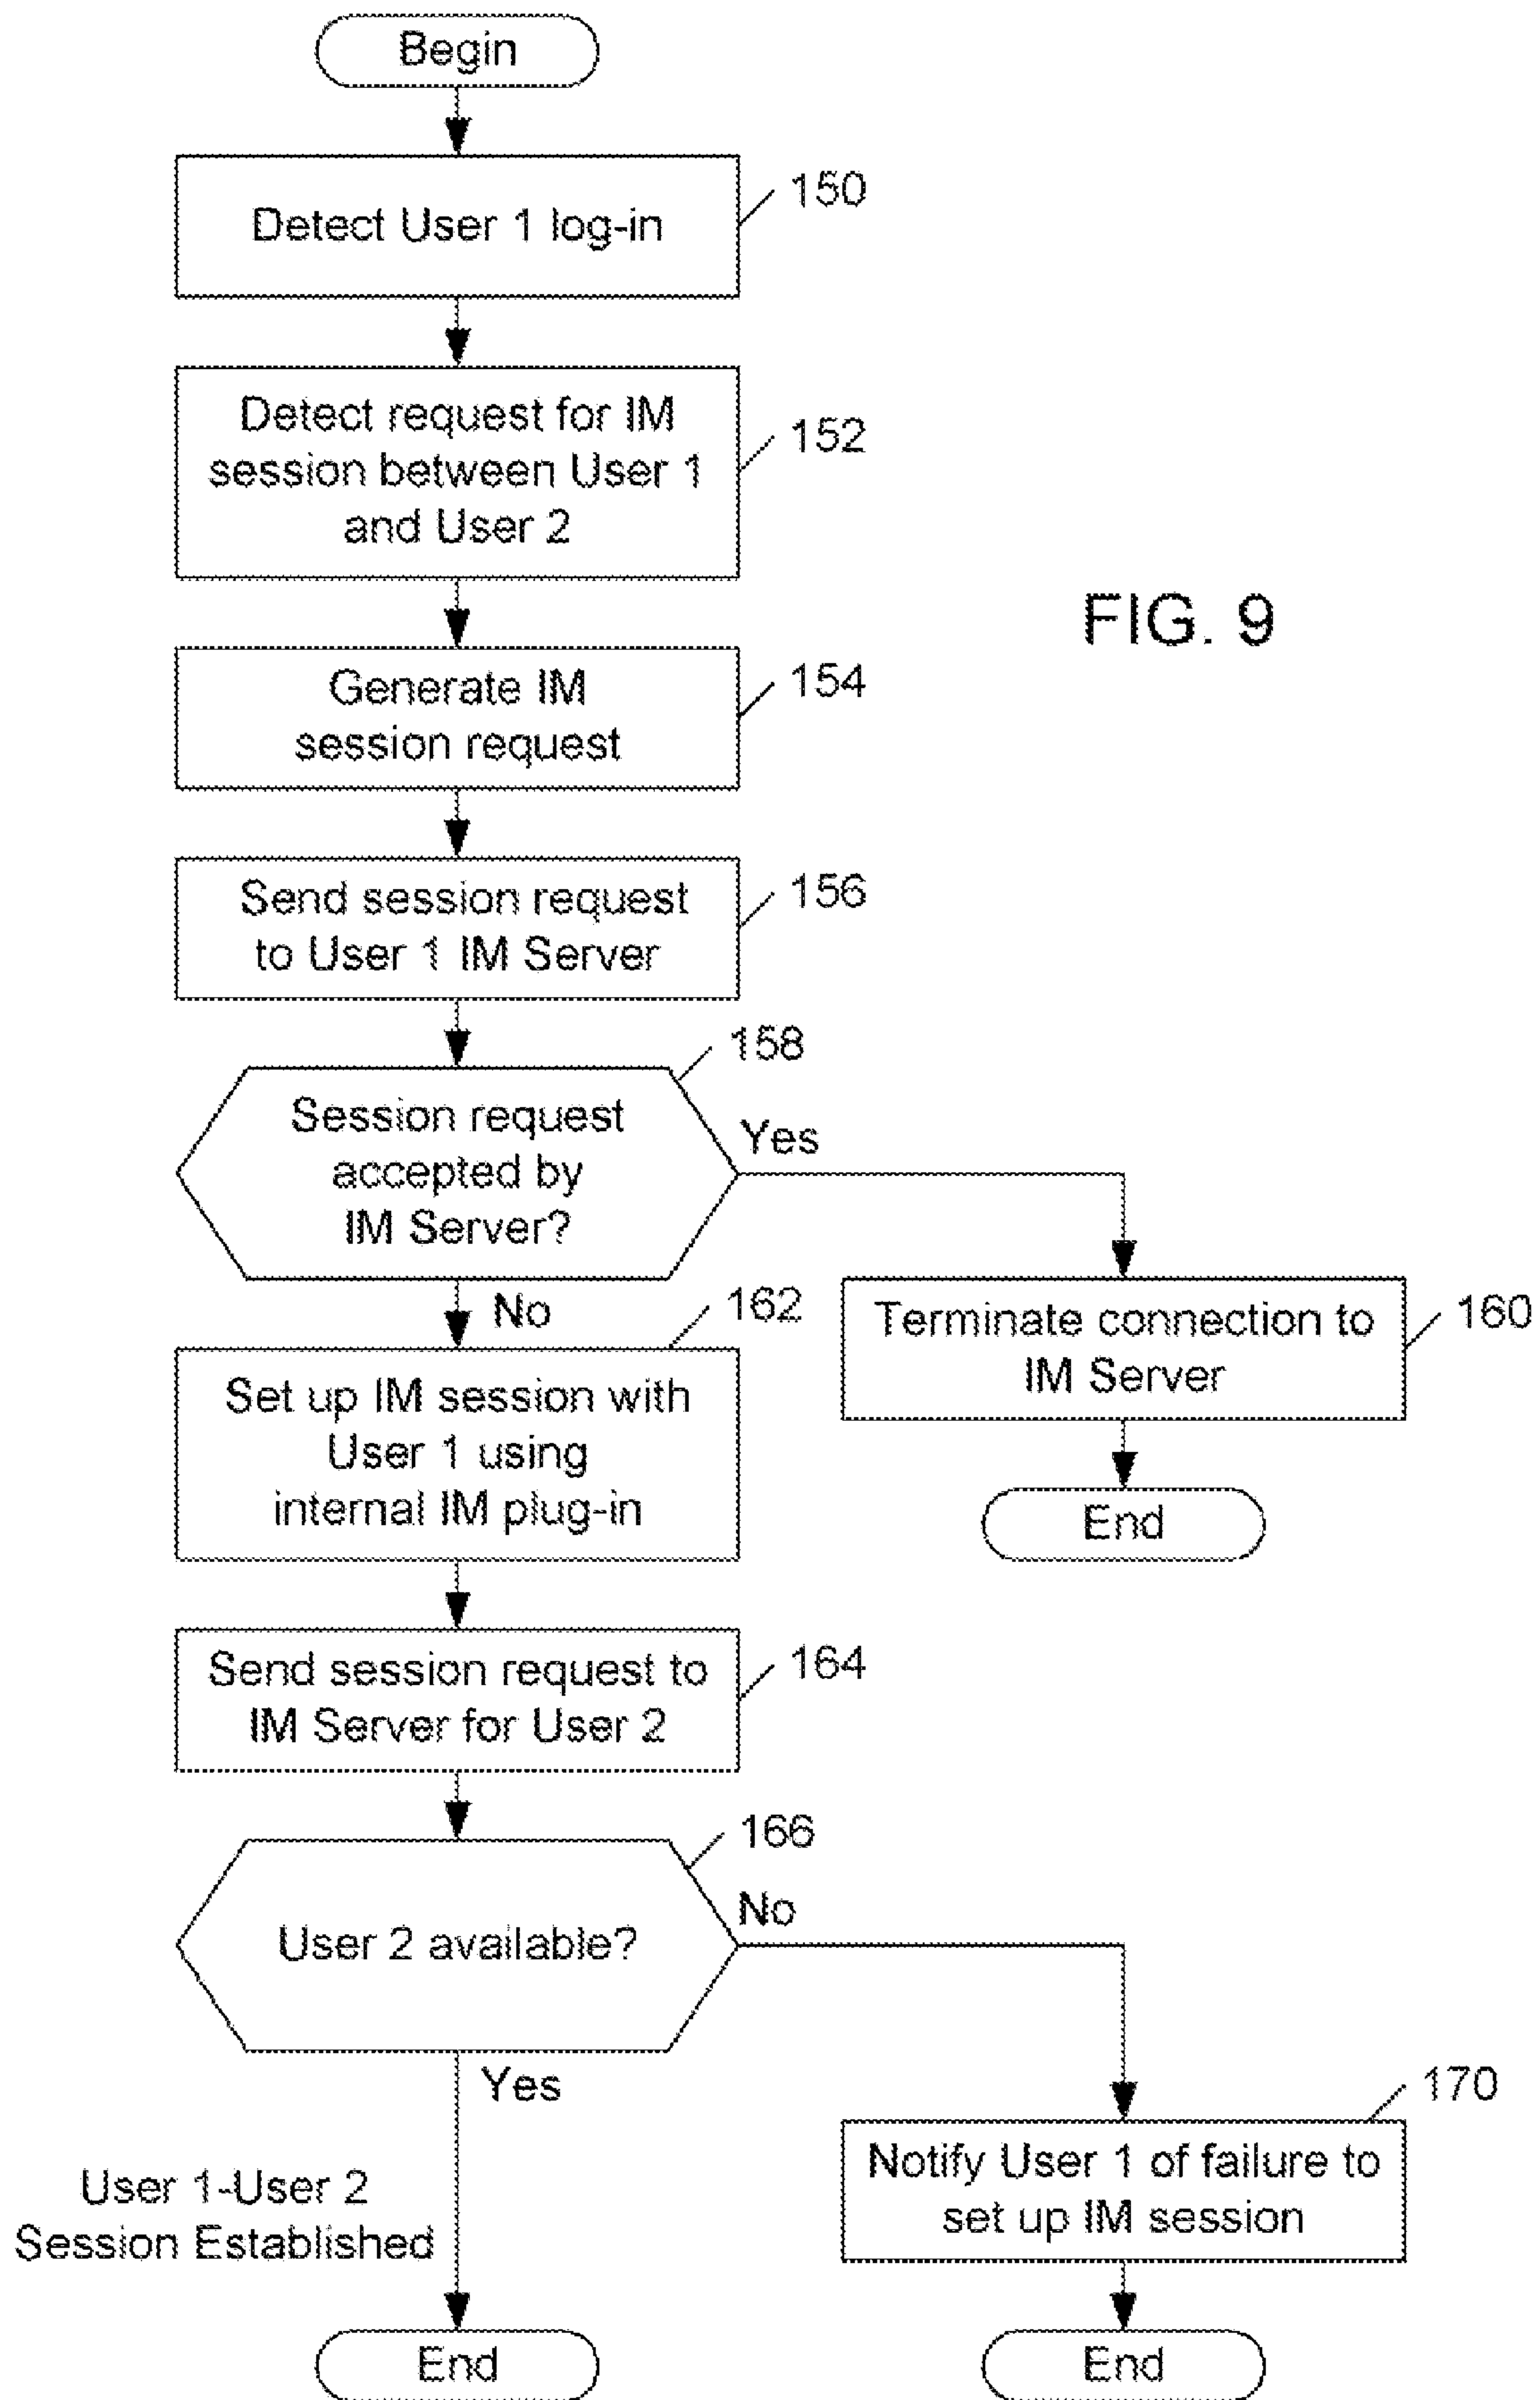 Begin
Detect User 1 log-in
150
Detect request for IM
session between User 1
and User 2
152
FIG. 9
Generate IM
session request
154
Send session request
to User 1 IM Server
156
158
Session request
accepted by
IM Server?
Yes
No
162
Terminate connection to
IM Server
160
Set up IM session with
User 1 using
internal IM plug-in
End
Send session request to
IM Server for User 2
164
166
User 2 available?
No
Yes
170
User 1-User 2
Session Established
Notify User 1 of failure to
set up IM session
End
End